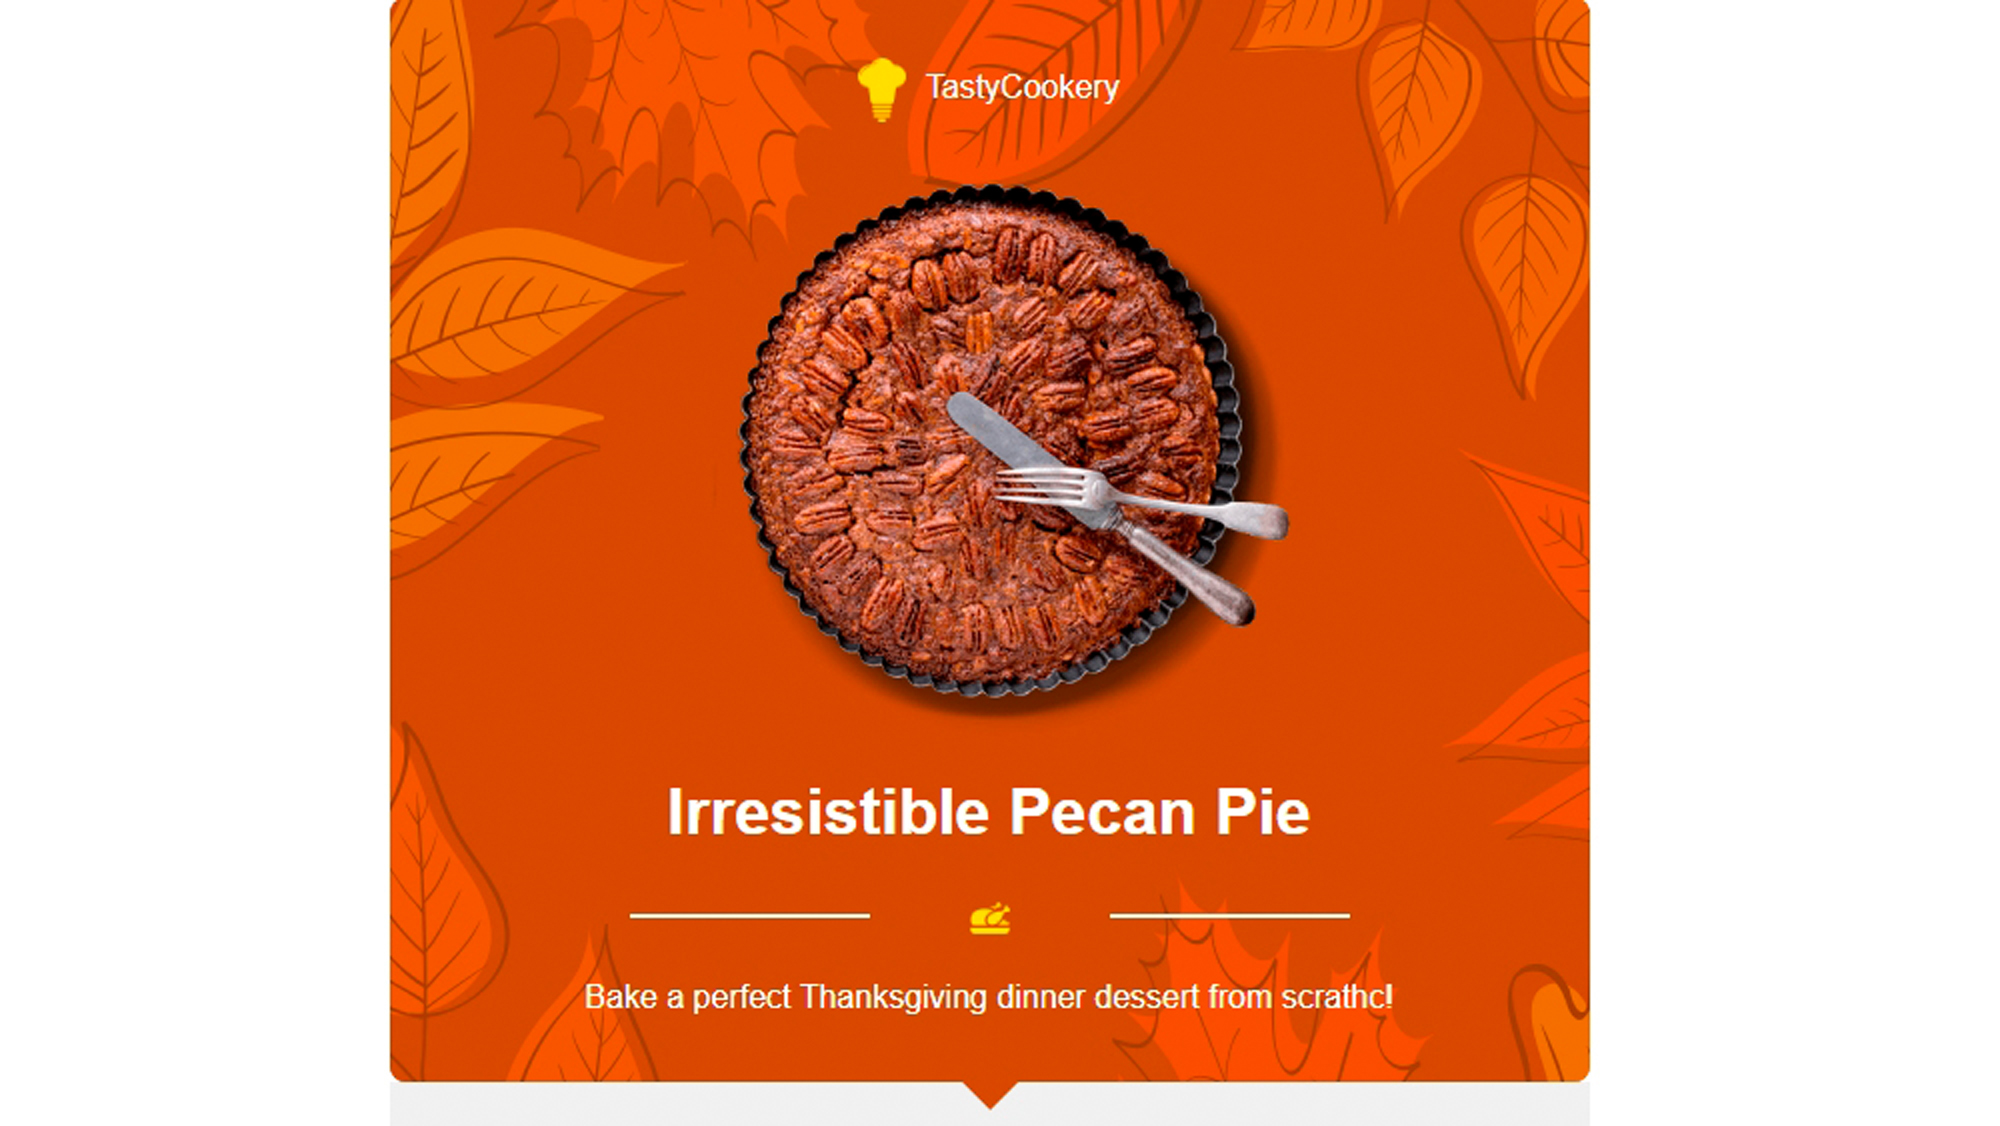 TastyCookery
Irresistible Pecan Pie
Bake a perfect Thanksgiving dinner dessert from scrathc!